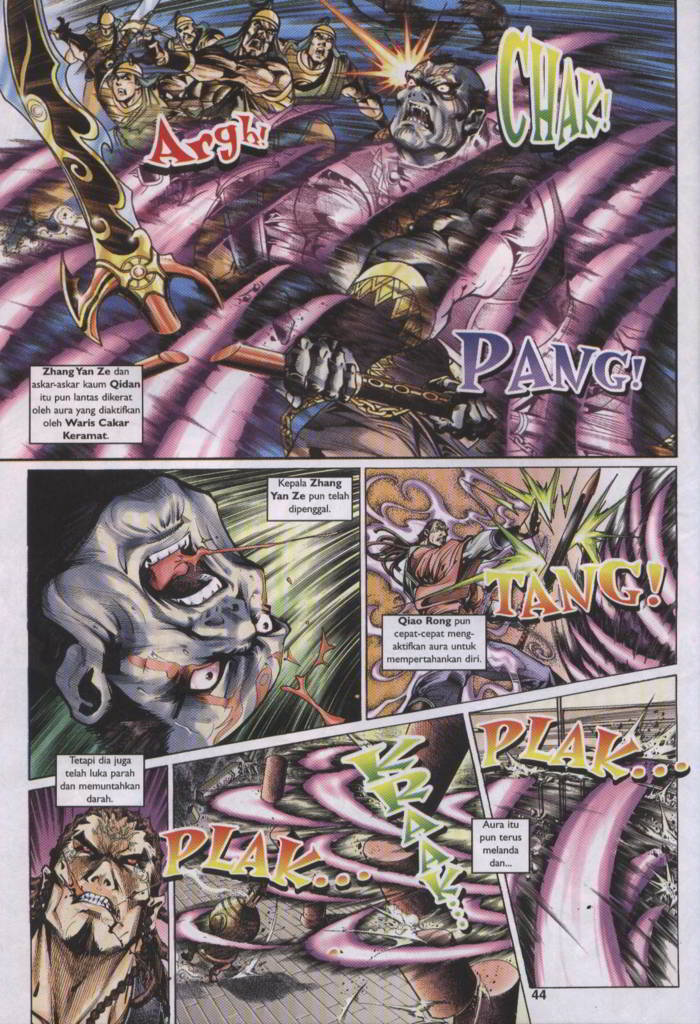 CHAK!
Argh!
PANG!
Zhang Yan Ze dan
askar-askar kaum Qidan
itu pun lantas dikerat
oleh aura yang diaktifkan
oleh Waris Cakar
Keramat.
Kepala Zhang
Yan Ze pun telah
dipenggal.
TANG!
Qiao Rong pun
cepat-cepat meng-
aktifkan aura untuk
mempertahankan diri.
Tetapi dia juga
telah luka parah
dan memuntahkan
darah.
KRAAK...
PLAK...
PLAK...
Aura itu
pun terus
melanda
dan...
44